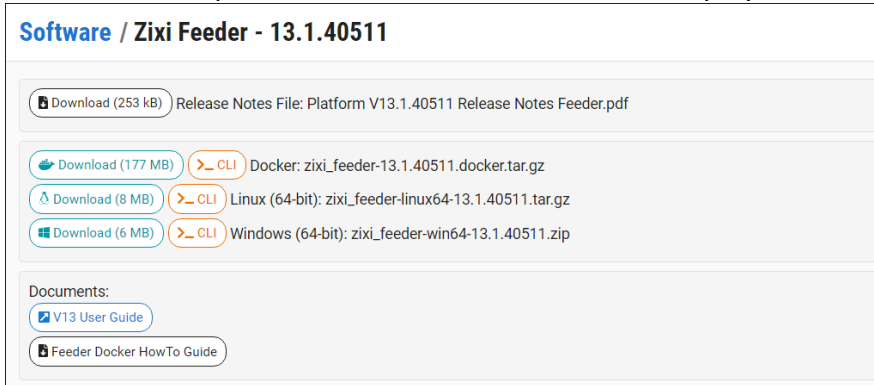 Software / Zixi Feeder - 13.1.40511
Download (253 kB) Release Notes File: Platform V13.1.40511 Release Notes Feeder.pdf
Download (177 MB) >_ CLI Docker: zixi_feeder-13.1.40511.docker.tar.gz
Download (8 MB) >_ CLI Linux (64-bit): zixi_feeder-linux64-13.1.40511.tar.gz
Download (6 MB) >_ CLI Windows (64-bit): zixi_feeder-win64-13.1.40511.zip
Documents:
V13 User Guide
Feeder Docker HowTo Guide